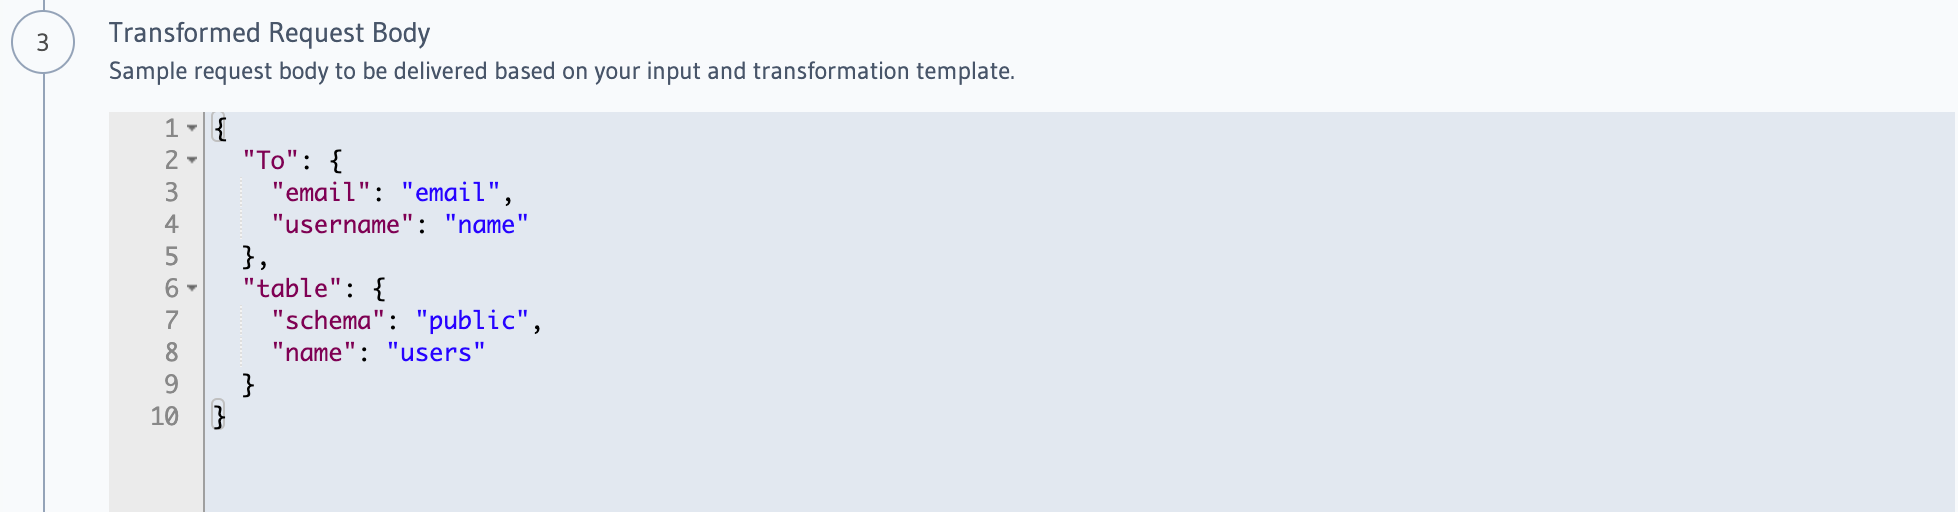 3
Transformed Request Body
Sample request body to be delivered based on your input and transformation template.
1 {
2   "To": {
3     "email": "email",
4     "username": "name"
5   },
6   "table": {
7     "schema": "public",
8     "name": "users"
9   }
10 }